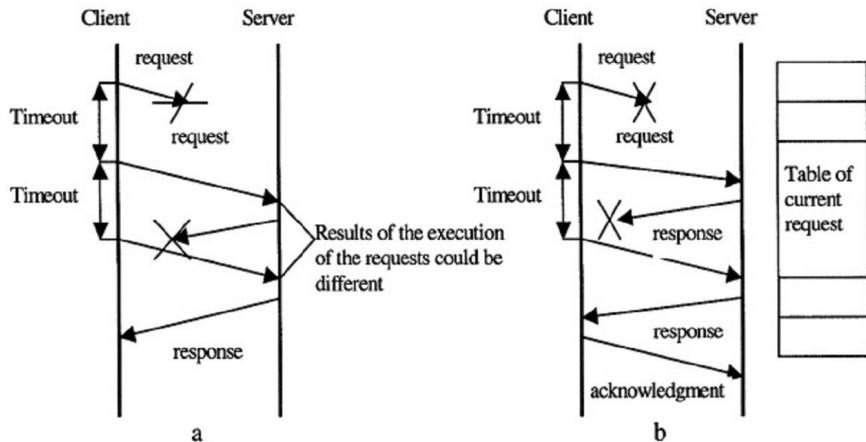 Client
Server
request
Timeout
request
Timeout
Results of the execution
of the requests could be
different
response
a
Client
Server
request
Timeout
request
Timeout
response
response
acknowledgment
b
Table of
current
request